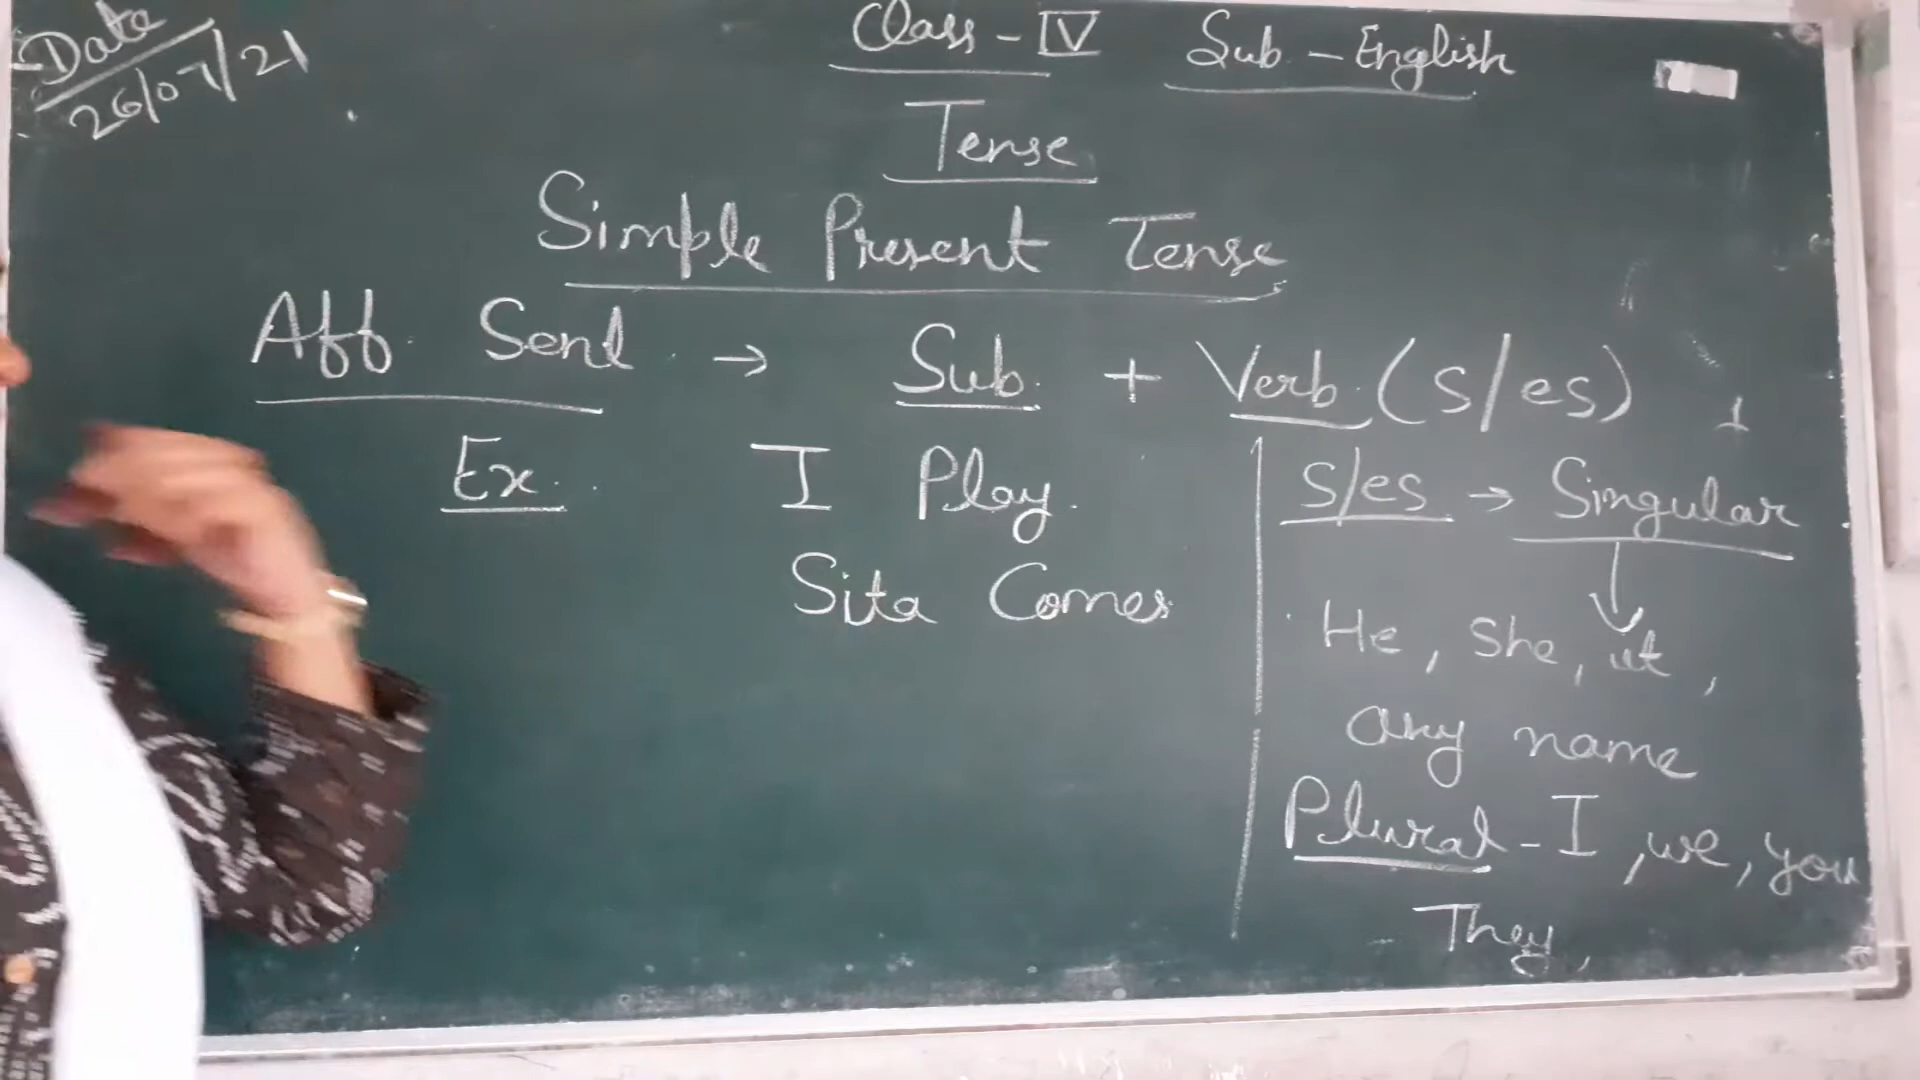 Date
26/07/21
Class - IV Sub - English
Tense
Simple Present Tense
Aff. Sent. → Sub. + Verb (s/es)
Ex. I Play.
Sita Comes
s/es → Singular
He, She, it,
any name
Plural - I, we, you
They,